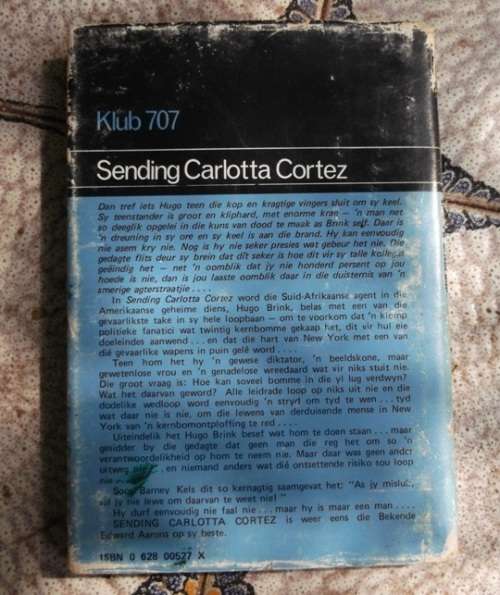 Klub 707
Sending Carlotta Cortez
Dan tref iets Hugo teen die kop en kragtige vingers sluit om sy keel.
Sy teenstander is groot en kliphard, met enorme krag — 'n man net
so deeglik opgelei in die kuns van dood te maak as Brink self. Daar is
'n dreuning in sy ore en sy keel is aan die brand. Hy kan eenvoudig
nie asem kry nie. Nog is hy nie seker presies wat gebeur het nie. Die
gedagte flits deur sy brein dat dit seker is hoe dit vir sy talle kollegas
geëindig het — net 'n oomblik dat jy nie honderd persent op jou
hoede is nie, dan is jou laaste oomblik daar in die duisternis van 'n
smerige agterstraatjie . . . .
In Sending Carlotta Cortez word die Suid-Afrikaanse agent in die
Amerikaanse geheime diens, Hugo Brink, belas met een van die
gevaarlikste take in sy hele loopbaan — om te voorkom dat 'n klomp
politieke fanatici wat twintig kernbomme gekaap het, dit vir hul eie
doeleindes aanwend . . . en dat die hart van New York met een van
dié gevaarlike wapens in puin gelê word . . . .
Teen hom het hy 'n gewese diktator, 'n beeldskone, maar
gewetenlose vrou en 'n genadelose wreedaard wat vir niks stuit nie.
Die groot vraag is: Hoe kan soveel bomme in die yl lug verdwyn?
Wat het daarvan geword? Alle leidrade loop op niks uit nie en die
dodelike wedloop word eenvoudig 'n stryd om tyd te wen . . . tyd
wat daar nie is nie, om die lewens van derduisende mense in New
York van 'n kernbomontploffing te red . . . .
Uiteindelik het Hugo Brink besef wat hom te doen staan . . . maar
gehidder by die gedagte dat geen man die reg het om so 'n
verantwoordelikheid op hom te neem nie. Maar daar was geen ander
uitweg . . . en niemand anders wat dié ontsettende risiko sou loop
Soos Barney Kels dit so kernagtig saamgevat het: "As jy misluk,
sal jy nie lewe om daarvan te weet nie!"
Hy durf eenvoudig nie faal nie . . . maar hy is maar een man . . . .
SENDING CARLOTTA CORTEZ is weer eens die Bekende
Edward Aarons op sy beste.
ISBN 0 628 00527 X